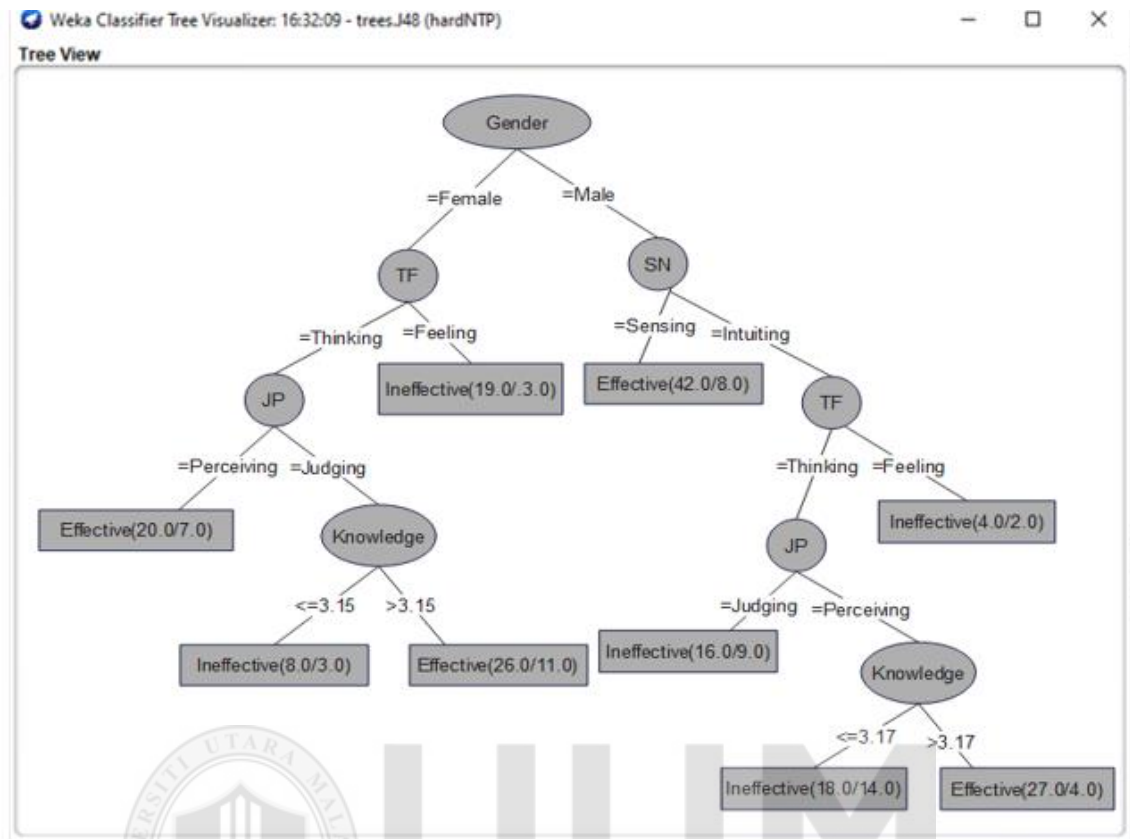 Weka Classifier Tree Visualizer: 16:32:09 - trees.J48 (hardNTP)
Tree View
Gender
=Female
=Male
TF
SN
=Thinking
=Feeling
=Sensing
=Intuiting
JP
Ineffective(19.0/.3.0)
Effective(42.0/8.0)
TF
=Perceiving
=Judging
=Thinking
=Feeling
Effective(20.0/7.0)
Knowledge
JP
Ineffective(4.0/2.0)
<=3.15
>3.15
=Judging
=Perceiving
Ineffective(8.0/3.0)
Effective(26.0/11.0)
Ineffective(16.0/9.0)
Knowledge
<=3.17
>3.17
Ineffective(18.0/14.0)
Effective(27.0/4.0)
UTARA
UUM